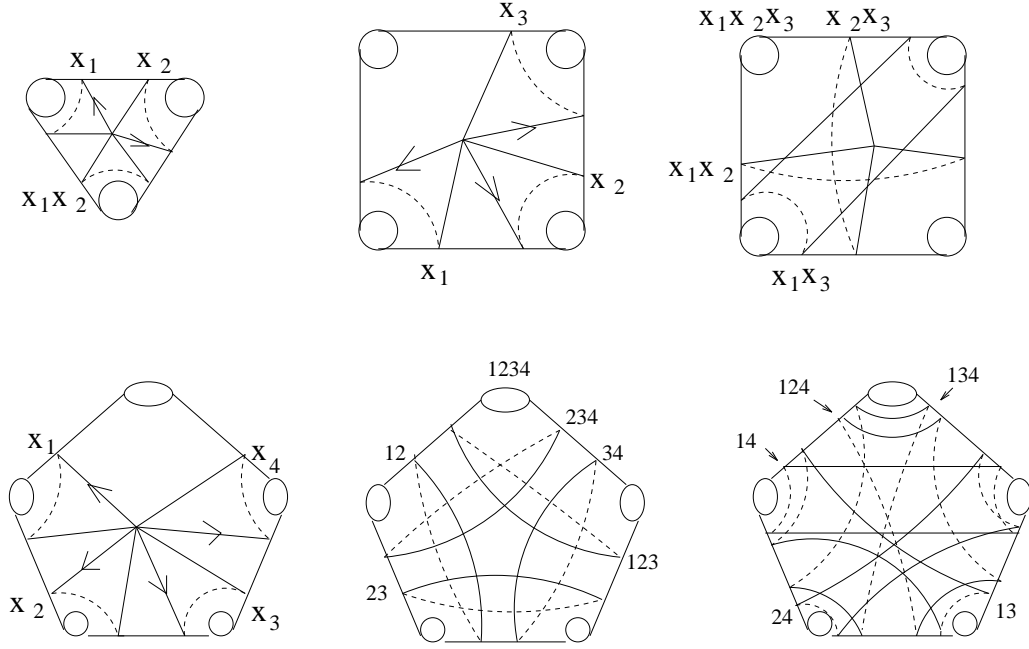 x₁ x₂
x₁x₂
x₃
x₂
x₁
x₁x₂x₃ x₂x₃
x₁x₂
x₁x₃
x₁
x₄
x₂
x₃
1234
234
12
34
123
23
124
134
14
24
13